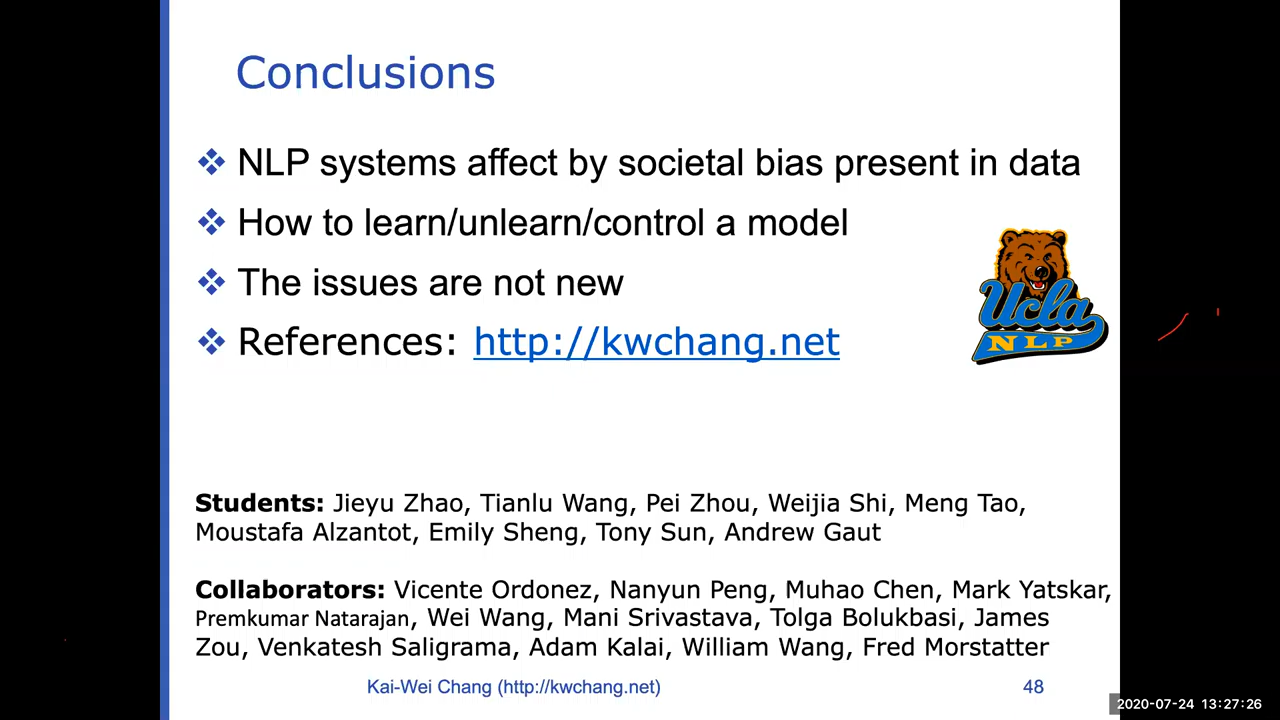 Conclusions
❖ NLP systems affect by societal bias present in data
❖ How to learn/unlearn/control a model
❖ The issues are not new
❖ References: http://kwchang.net
Ucla
NLP
Students: Jieyu Zhao, Tianlu Wang, Pei Zhou, Weijia Shi, Meng Tao,
Moustafa Alzantot, Emily Sheng, Tony Sun, Andrew Gaut
Collaborators: Vicente Ordonez, Nanyun Peng, Muhao Chen, Mark Yatskar,
Premkumar Natarajan, Wei Wang, Mani Srivastava, Tolga Bolukbasi, James
Zou, Venkatesh Saligrama, Adam Kalai, William Wang, Fred Morstatter
Kai-Wei Chang (http://kwchang.net)
48
2020-07-24 13:27:26